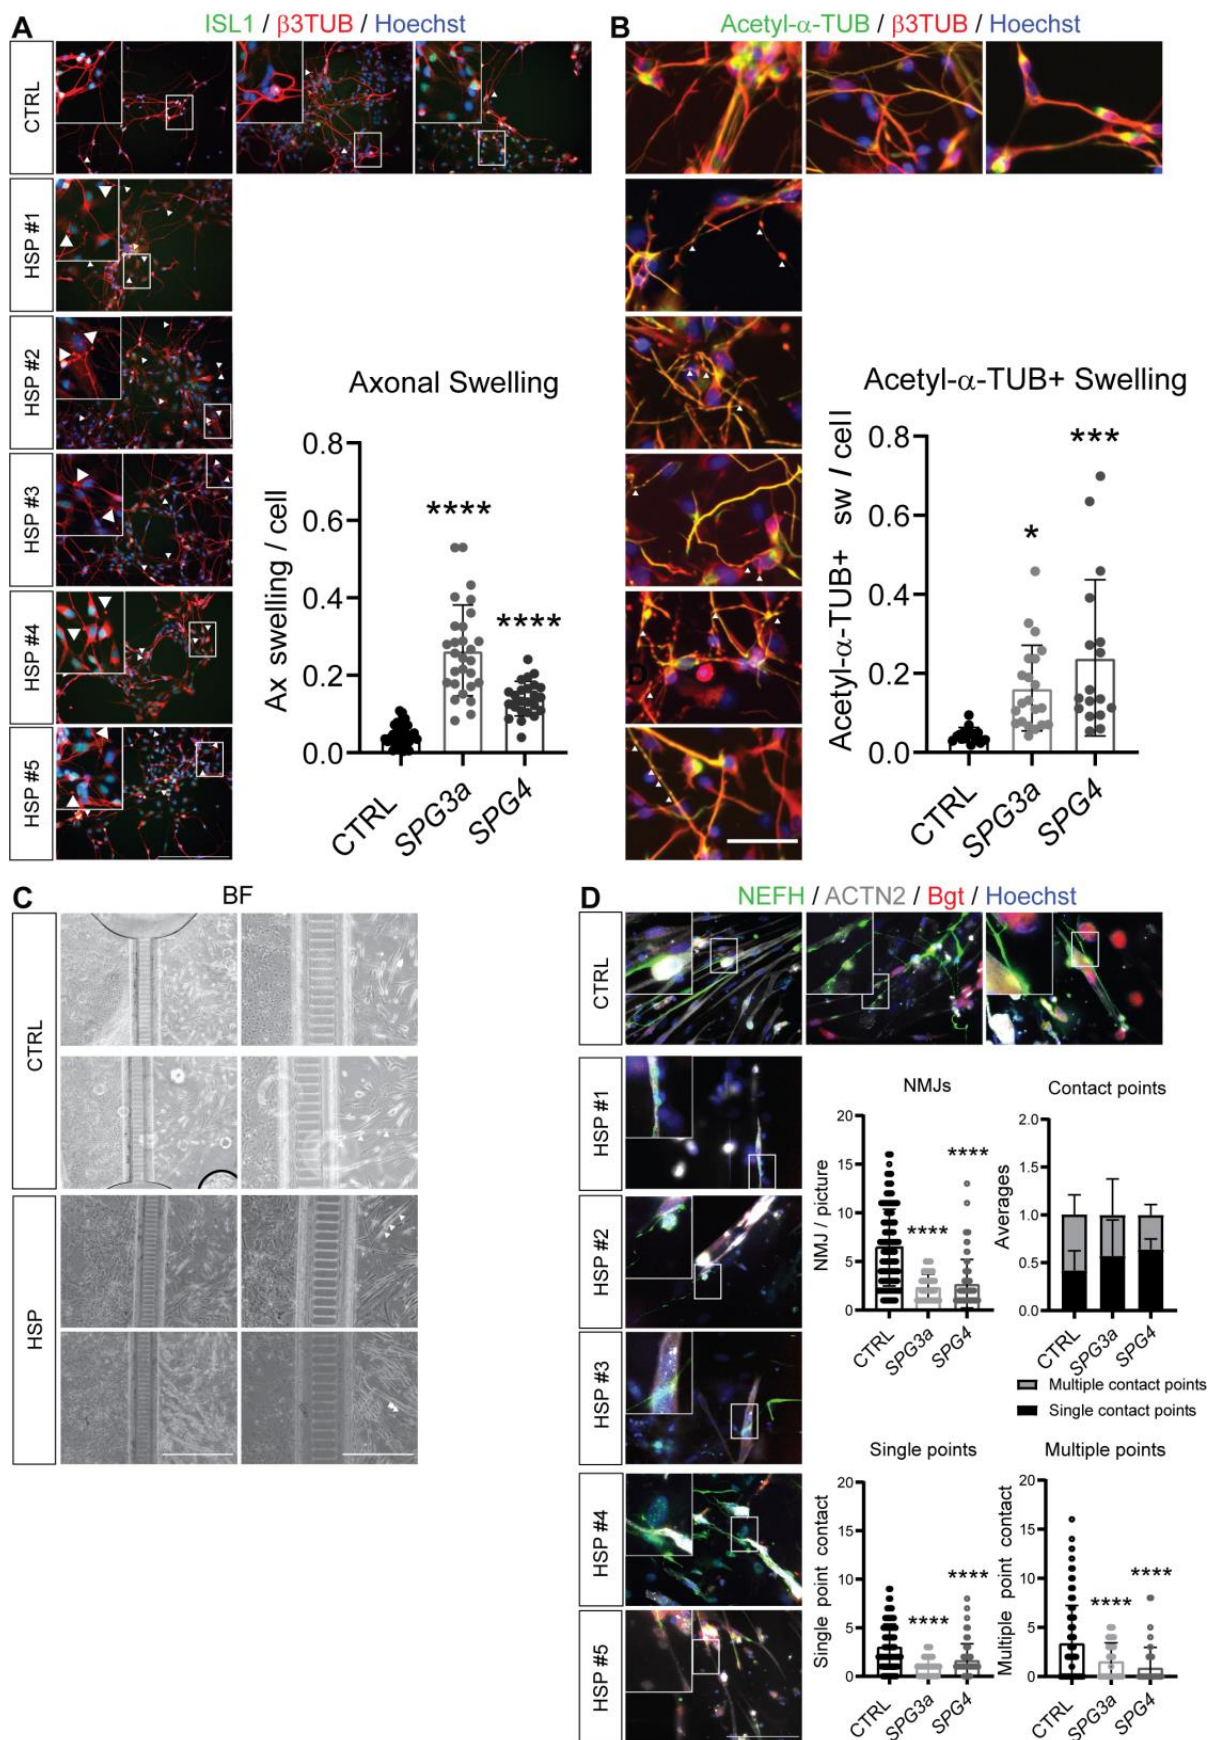 A
ISL1 / β3TUB / Hoechst
CTRL
HSP #1
HSP #2
HSP #3
HSP #4
HSP #5
Axonal Swelling
Ax swelling / cell
0.8
0.6
0.4
0.2
0.0
****
****
CTRL
SPG3a
SPG4
B
Acetyl-α-TUB / β3TUB / Hoechst
D
Acetyl-α-TUB+ Swelling
Acetyl-α-TUB+ sw / cell
0.8
0.6
0.4
0.2
0.0
*
***
CTRL
SPG3a
SPG4
C
BF
CTRL
HSP
D
NEFH / ACTN2 / Bgt / Hoechst
CTRL
HSP #1
HSP #2
HSP #3
HSP #4
HSP #5
NMJs
NMJ / picture
20
15
10
5
0
****
****
CTRL
SPG3a
SPG4
Contact points
Averages
2.0
1.5
1.0
0.5
0.0
CTRL
SPG3a
SPG4
Multiple contact points
Single contact points
Single points
Single point contact
20
15
10
5
0
****
****
CTRL
SPG3a
SPG4
Multiple points
Multiple point contact
20
15
10
5
0
****
****
CTRL
SPG3a
SPG4